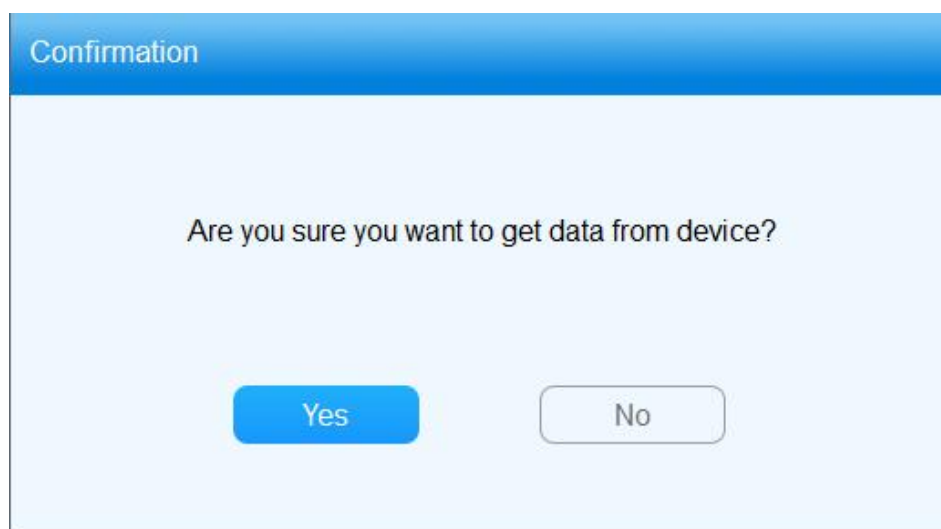 Confirmation
Are you sure you want to get data from device?
Yes
No